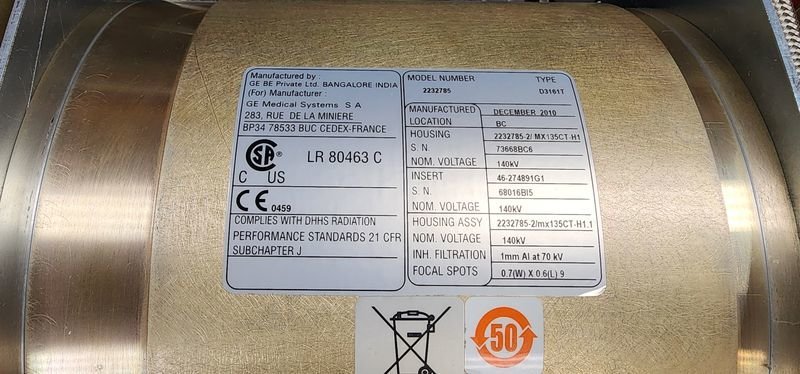 Manufactured by :
GE BE Private Ltd. BANGALORE INDIA
(For) Manufacturer :
GE Medical Systems S A
283, RUE DE LA MINIERE
BP34 78533 BUC CEDEX-FRANCE
CSA
C US
LR 80463 C
CE 0459
COMPLIES WITH DHHS RADIATION
PERFORMANCE STANDARDS 21 CFR
SUBCHAPTER J
MODEL NUMBER TYPE
2232785 D3161T
MANUFACTURED DECEMBER 2010
LOCATION BC
HOUSING 2232785-2/ MX135CT-H1
S. N. 73668BC6
NOM. VOLTAGE 140kV
INSERT 46-274891G1
S. N. 68016BI5
NOM. VOLTAGE 140kV
HOUSING ASSY 2232785-2/mx135CT-H1.1
NOM. VOLTAGE 140kV
INH. FILTRATION 1mm Al at 70 kV
FOCAL SPOTS 0.7(W) X 0.6(L) 9
50